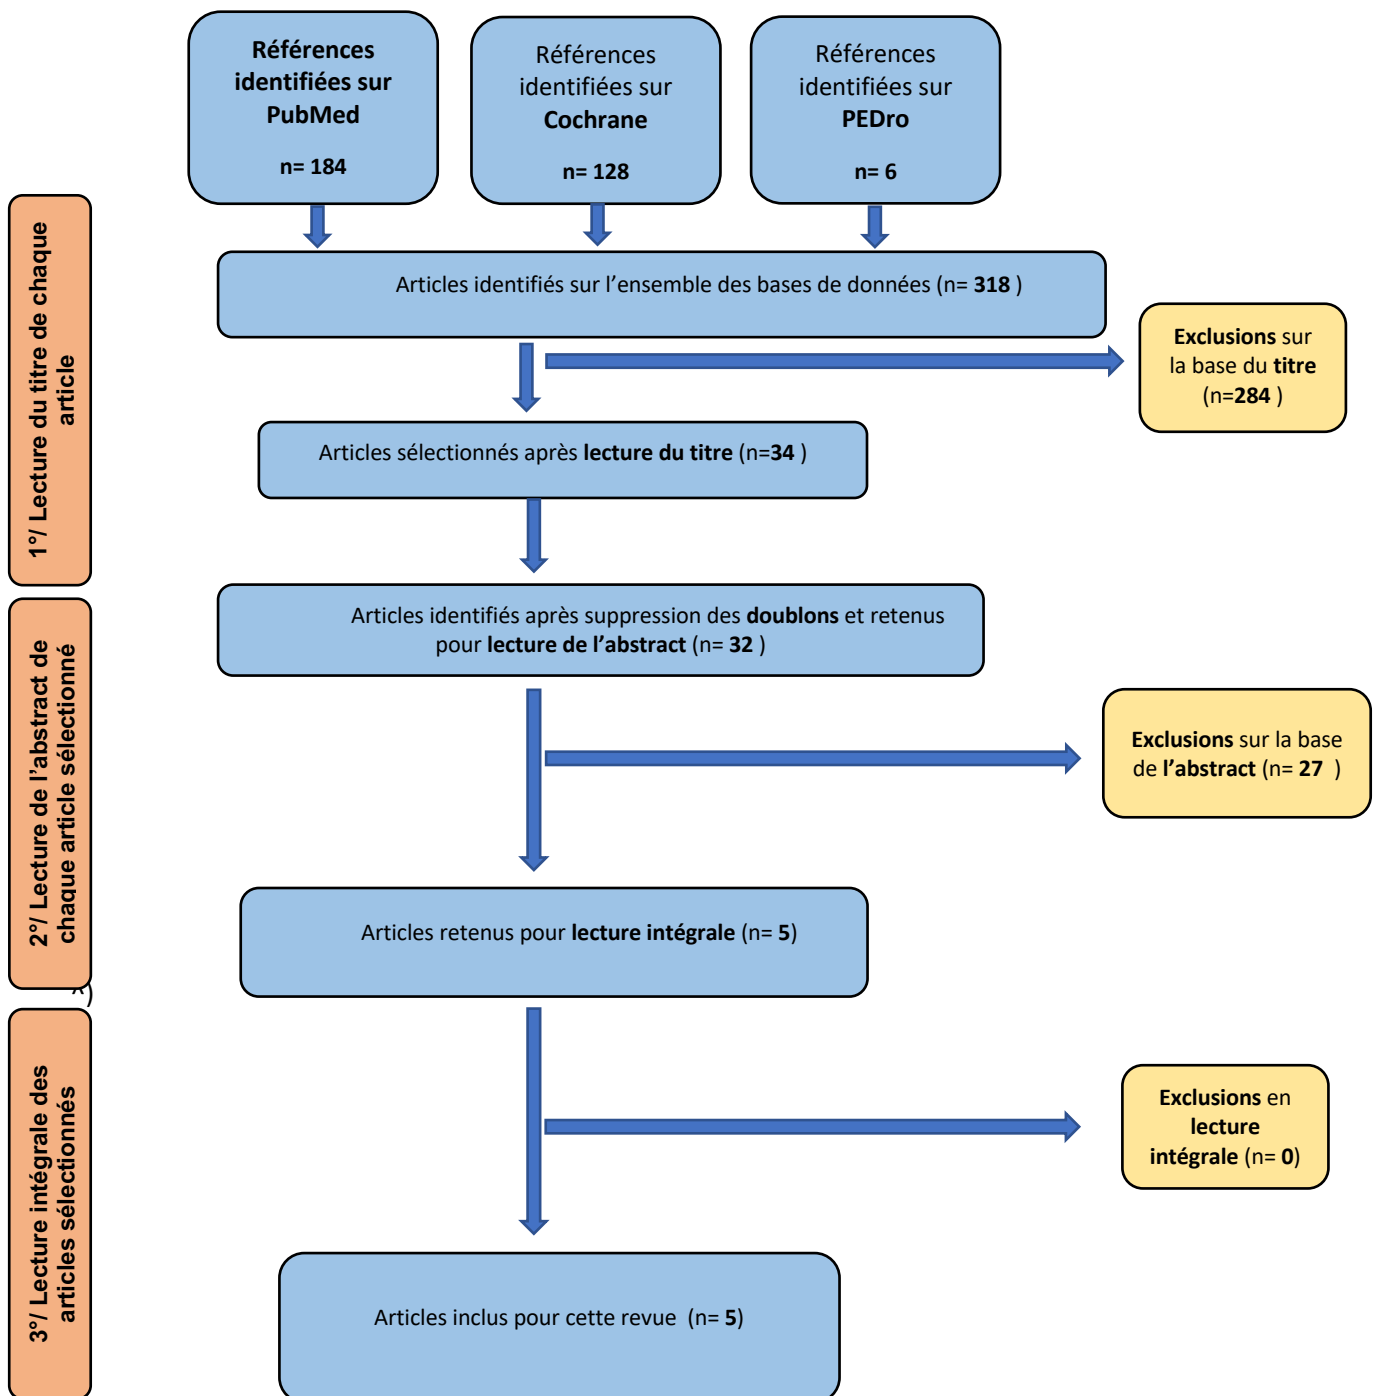 Références
identifiées sur
PubMed
n= 184
Références
identifiées sur
Cochrane
n= 128
Références
identifiées sur
PEDro
n= 6
1°/ Lecture du titre de chaque
article
Articles identifiés sur l’ensemble des bases de données (n= 318 )
Exclusions sur
la base du titre
(n=284 )
Articles sélectionnés après lecture du titre (n=34 )
2°/ Lecture de l’abstract de
chaque article sélectionné
Articles identifiés après suppression des doublons et retenus
pour lecture de l’abstract (n= 32 )
Exclusions sur la base
de l’abstract (n= 27 )
Articles retenus pour lecture intégrale (n= 5)
3°/ Lecture intégrale des
articles sélectionnés
Exclusions en
lecture
intégrale (n= 0)
Articles inclus pour cette revue (n= 5)